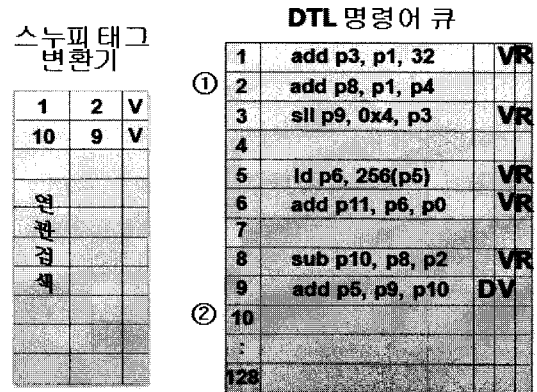 스누피 태그
변환기
1 2 V
10 9 V
연
관
검
색
DTL 명령어 큐
1 add p3, p1, 32 VR
① 2 add p8, p1, p4
3 sll p9, 0x4, p3 VR
4
5 ld p6, 256(p5) VR
6 add p11, p6, p0 VR
7
8 sub p10, p8, p2 VR
9 add p5, p9, p10 DV
② 10
:
128